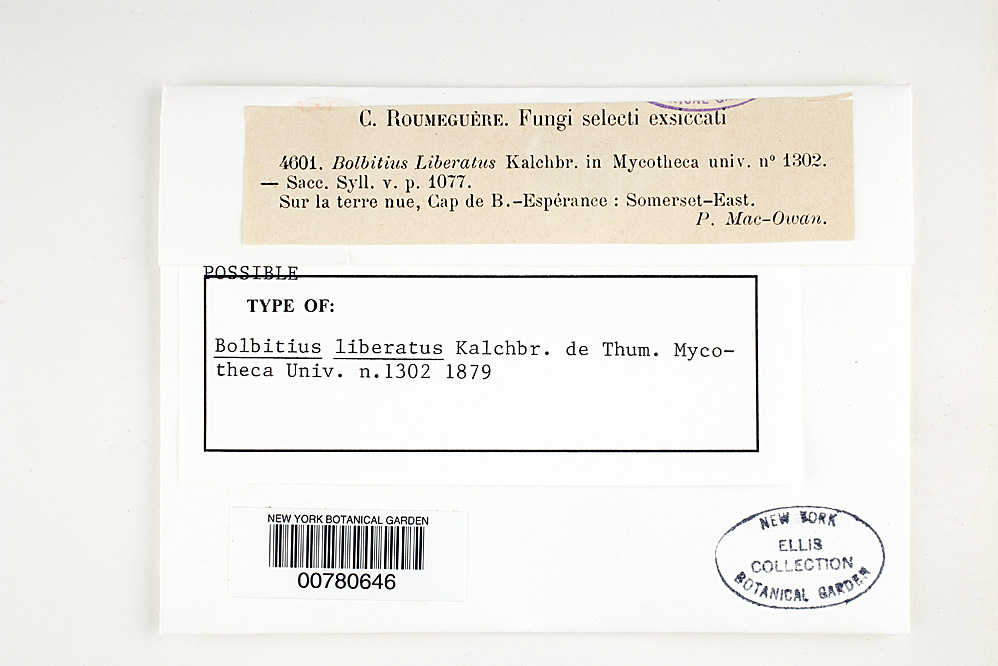 C. ROUMEGUÈRE. Fungi selecti exsiccati
4601. Bolbitius Liberatus Kalchbr. in Mycotheca univ. nº 1302.
— Sacc. Syll. v. p. 1077.
Sur la terre nue, Cap de B.-Espérance : Somerset-East.
P. Mac-Owan.
POSSIBLE
TYPE OF:
Bolbitius liberatus Kalchbr. de Thum. Myco-
theca Univ. n.1302 1879
NEW YORK BOTANICAL GARDEN
00780646
NEW YORK
ELLIS
COLLECTION
BOTANICAL GARDEN